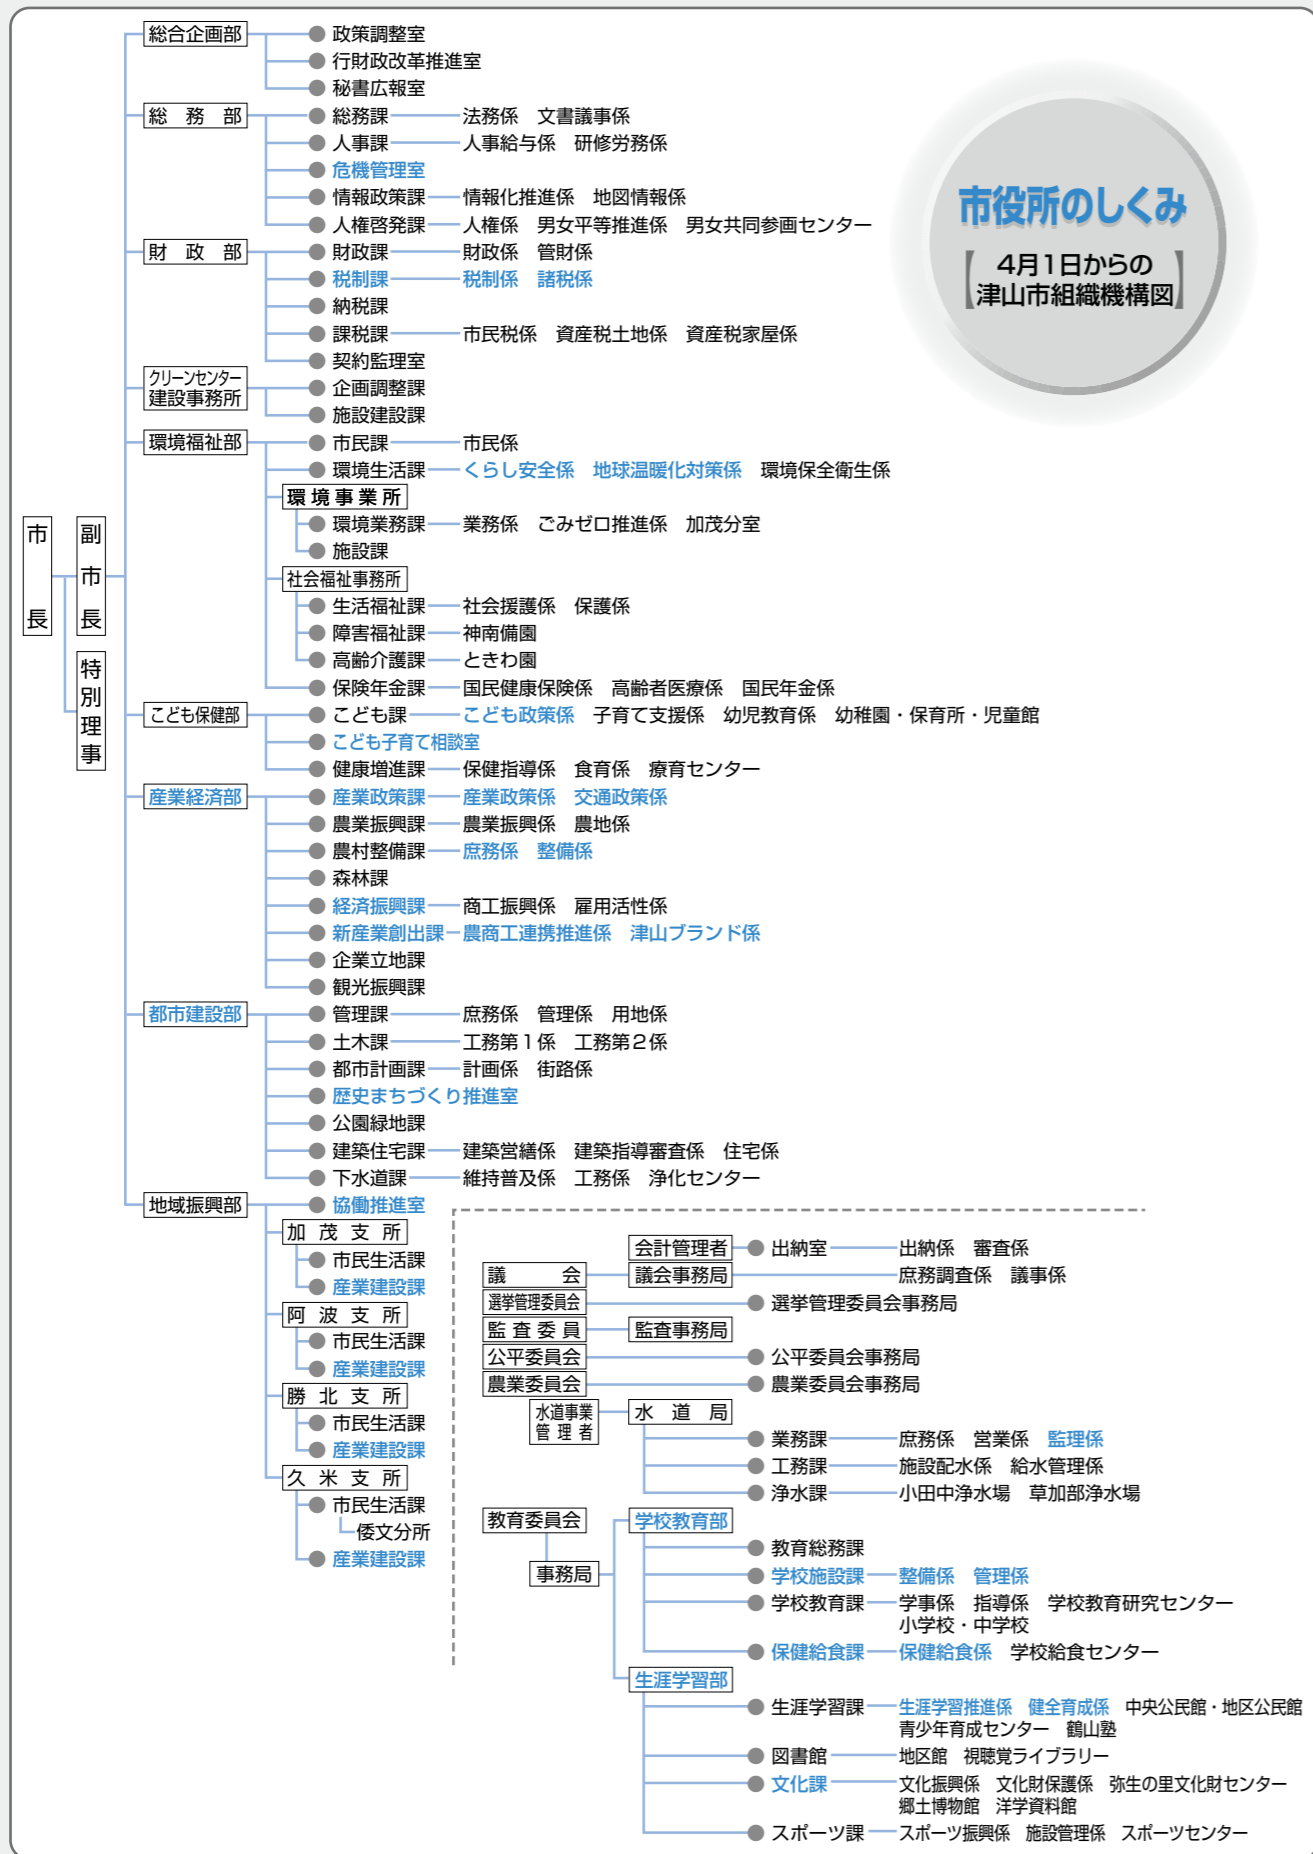 市役所のしくみ
【4月1日からの
津山市組織機構図】
市長
副市長
特別理事
総合企画部
政策調整室
行財政改革推進室
秘書広報室
総務部
総務課 法務係 文書議事係
人事課 人事給与係 研修労務係
危機管理室
情報政策課 情報化推進係 地図情報係
人権啓発課 人権係 男女平等推進係 男女共同参画センター
財政部
財政課 財政係 管財係
税制課 税制係 諸税係
納税課
課税課 市民税係 資産税土地係 資産税家屋係
契約監理室
クリーンセンター
建設事務所
企画調整課
施設建設課
環境福祉部
市民課 市民係
環境生活課 くらし安全係 地球温暖化対策係 環境保全衛生係
環境事業所
環境業務課 業務係 ごみゼロ推進係 加茂分室
施設課
社会福祉事務所
生活福祉課 社会援護係 保護係
障害福祉課 神南備園
高齢介護課 ときわ園
保険年金課 国民健康保険係 高齢者医療係 国民年金係
こども保健部
こども課 こども政策係 子育て支援係 幼児教育係 幼稚園・保育所・児童館
こども子育て相談室
健康増進課 保健指導係 食育係 療育センター
産業経済部
産業政策課 産業政策係 交通政策係
農業振興課 農業振興係 農地係
農村整備課 庶務係 整備係
森林課
経済振興課 商工振興係 雇用活性係
新産業創出課 農商工連携推進係 津山ブランド係
企業立地課
観光振興課
都市建設部
管理課 庶務係 管理係 用地係
土木課 工務第1係 工務第2係
都市計画課 計画係 街路係
歴史まちづくり推進室
公園緑地課
建築住宅課 建築営繕係 建築指導審査係 住宅係
下水道課 維持普及係 工務係 浄化センター
地域振興部
協働推進室
加茂支所
市民生活課
産業建設課
阿波支所
市民生活課
産業建設課
勝北支所
市民生活課
産業建設課
久米支所
市民生活課
倭文分所
産業建設課
会計管理者 出納室 出納係 審査係
議会 議会事務局 庶務調査係 議事係
選挙管理委員会 選挙管理委員会事務局
監査委員 監査事務局
公平委員会 公平委員会事務局
農業委員会 農業委員会事務局
水道事業
管理者
水道局
業務課 庶務係 営業係 監理係
工務課 施設配水係 給水管理係
浄水課 小田中浄水場 草加部浄水場
教育委員会
事務局
学校教育部
教育総務課
学校施設課 整備係 管理係
学校教育課 学事係 指導係 学校教育研究センター
小学校・中学校
保健給食課 保健給食係 学校給食センター
生涯学習部
生涯学習課 生涯学習推進係 健全育成係 中央公民館・地区公民館
青少年育成センター 鶴山塾
図書館 地区館 視聴覚ライブラリー
文化課 文化振興係 文化財保護係 弥生の里文化財センター
郷土博物館 洋学資料館
スポーツ課 スポーツ振興係 施設管理係 スポーツセンター